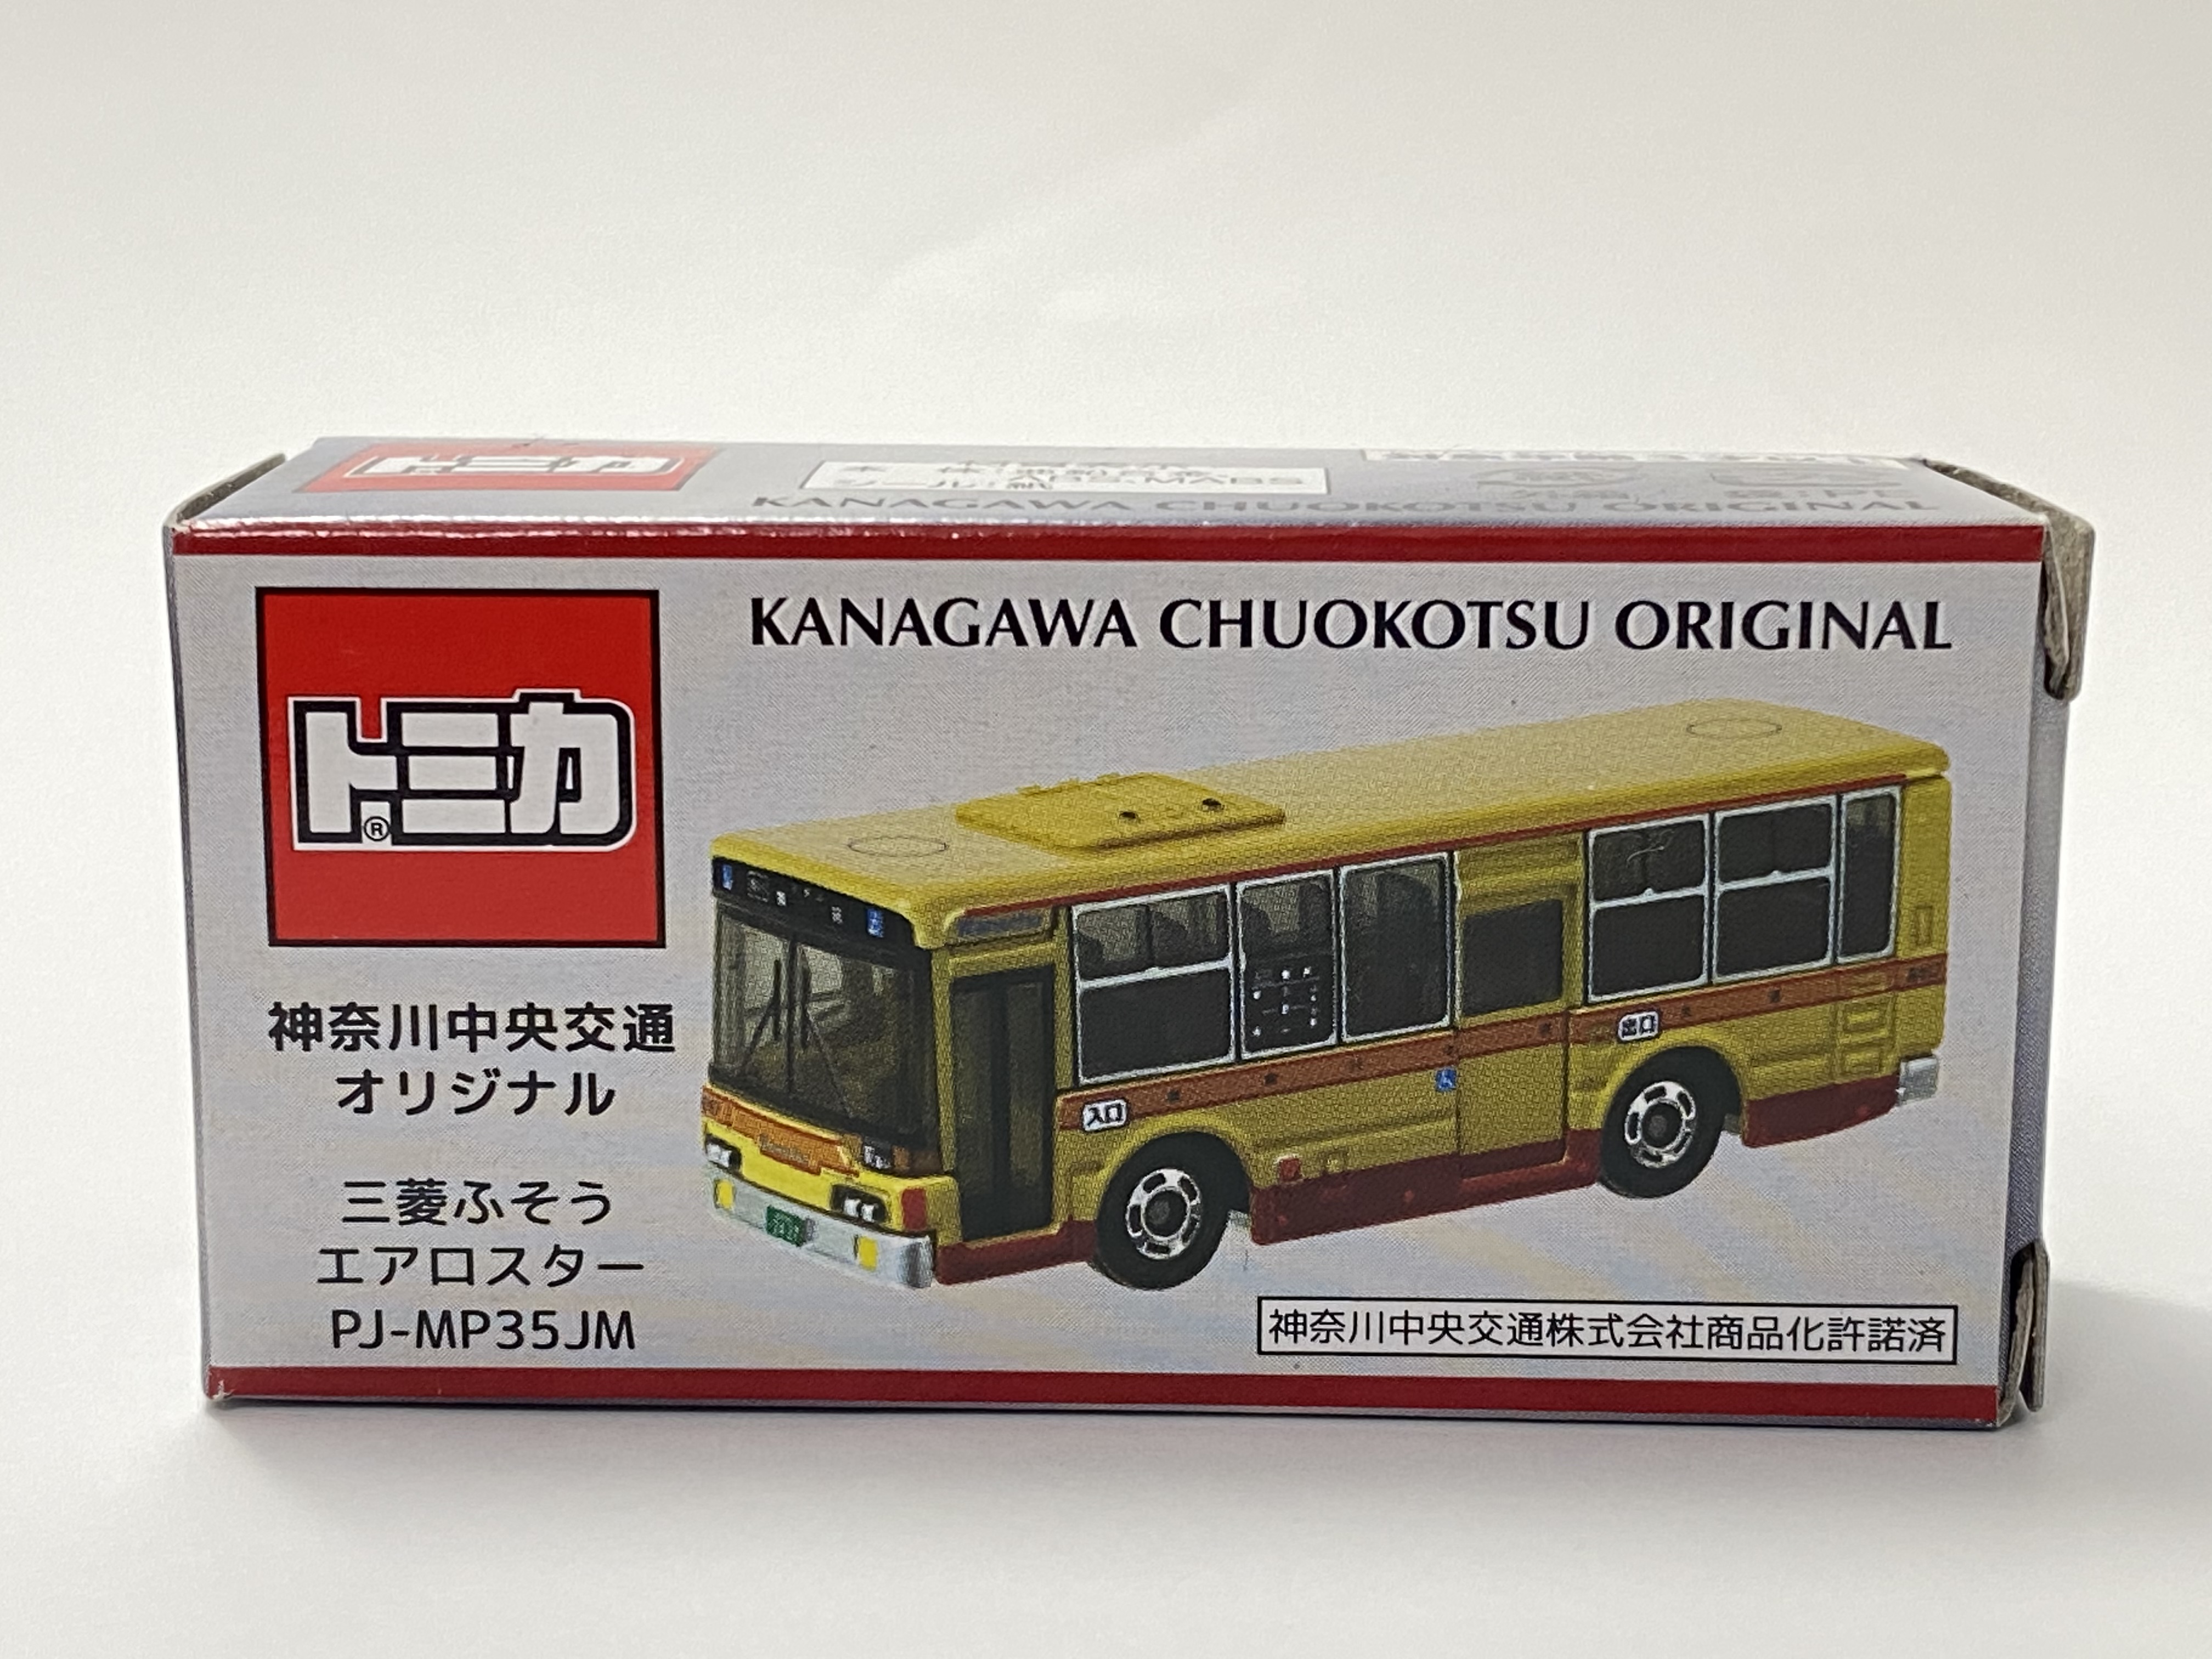 トミカ
KANAGAWA CHUOKOTSU ORIGINAL
KANAGAWA CHUOKOTSU ORIGINAL
トミカ®
神奈川中央交通
オリジナル
三菱ふそう
エアロスター
PJ-MP35JM
入口
出口
神奈川中央交通株式会社商品化許諾済